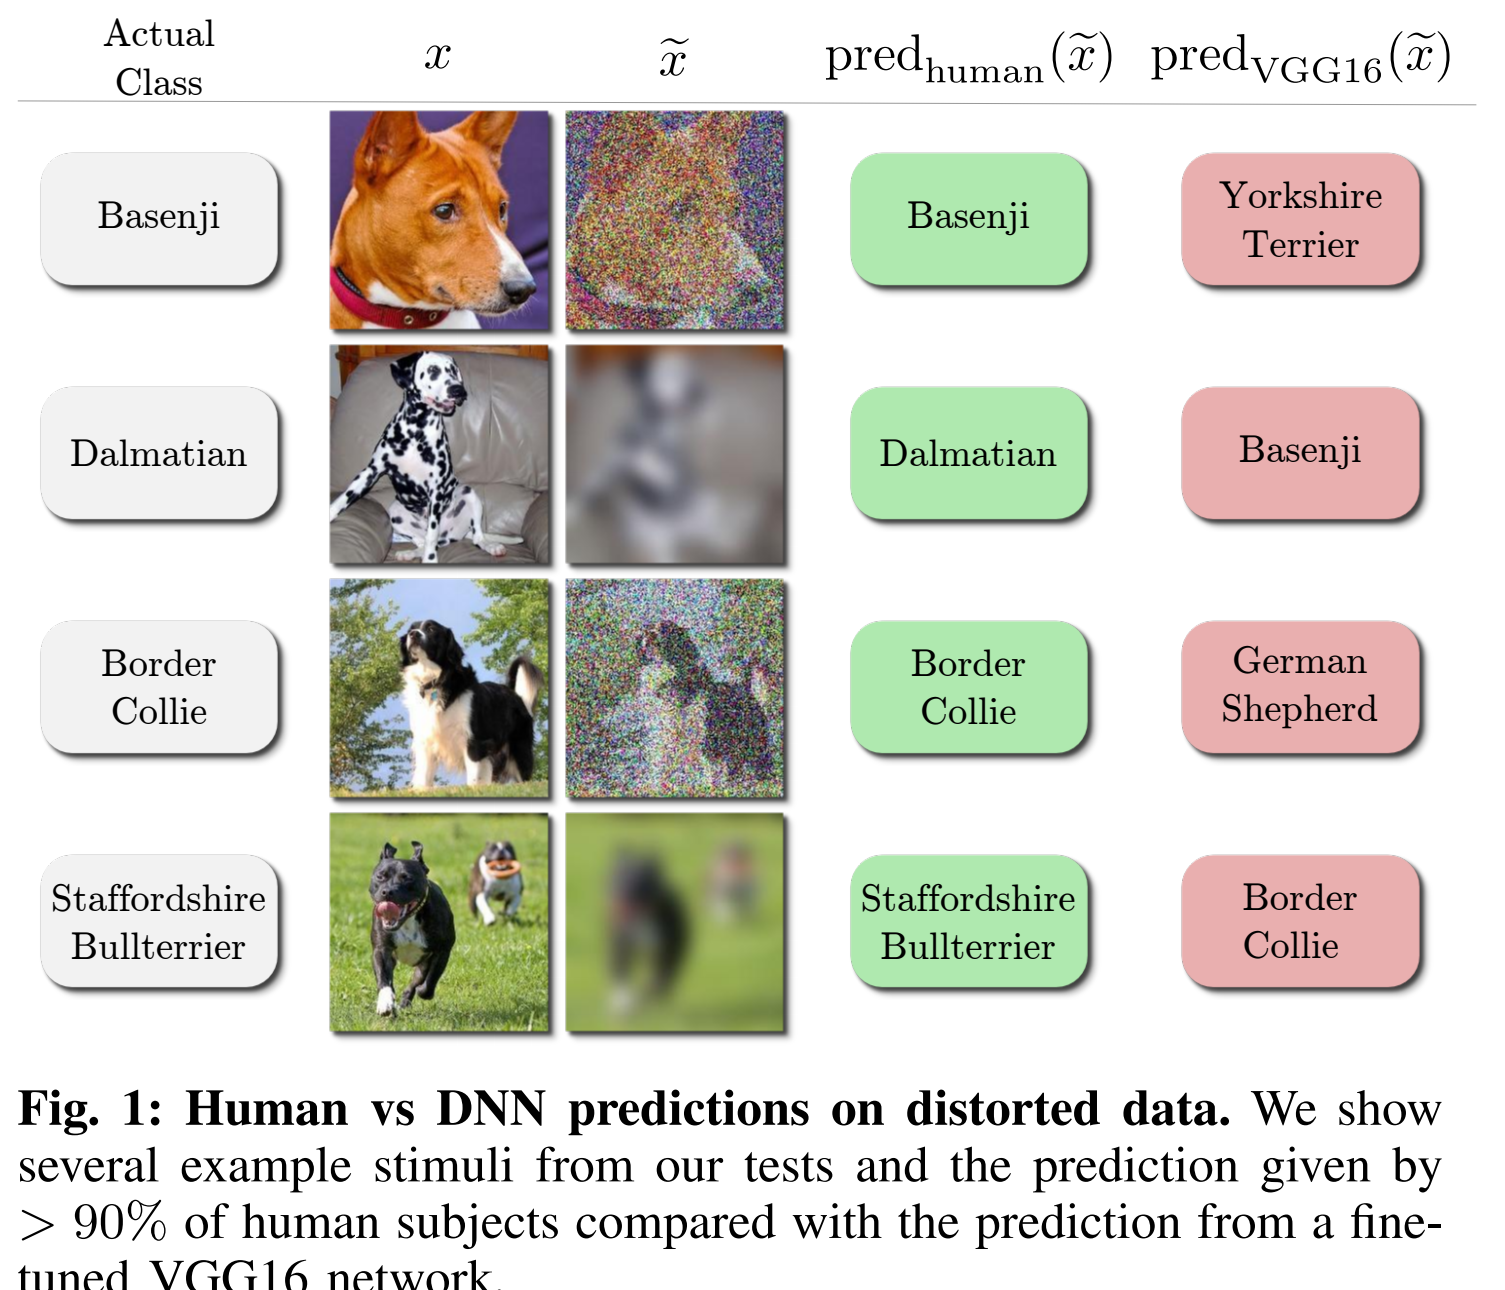 Actual
Class
x
x̃
pred_human(x̃)
pred_VGG16(x̃)
Basenji
Basenji
Yorkshire
Terrier
Dalmatian
Dalmatian
Basenji
Border
Collie
Border
Collie
German
Shepherd
Staffordshire
Bullterrier
Staffordshire
Bullterrier
Border
Collie
Fig. 1: Human vs DNN predictions on distorted data. We show
several example stimuli from our tests and the prediction given by
> 90% of human subjects compared with the prediction from a fine-
tuned VGG16 network.